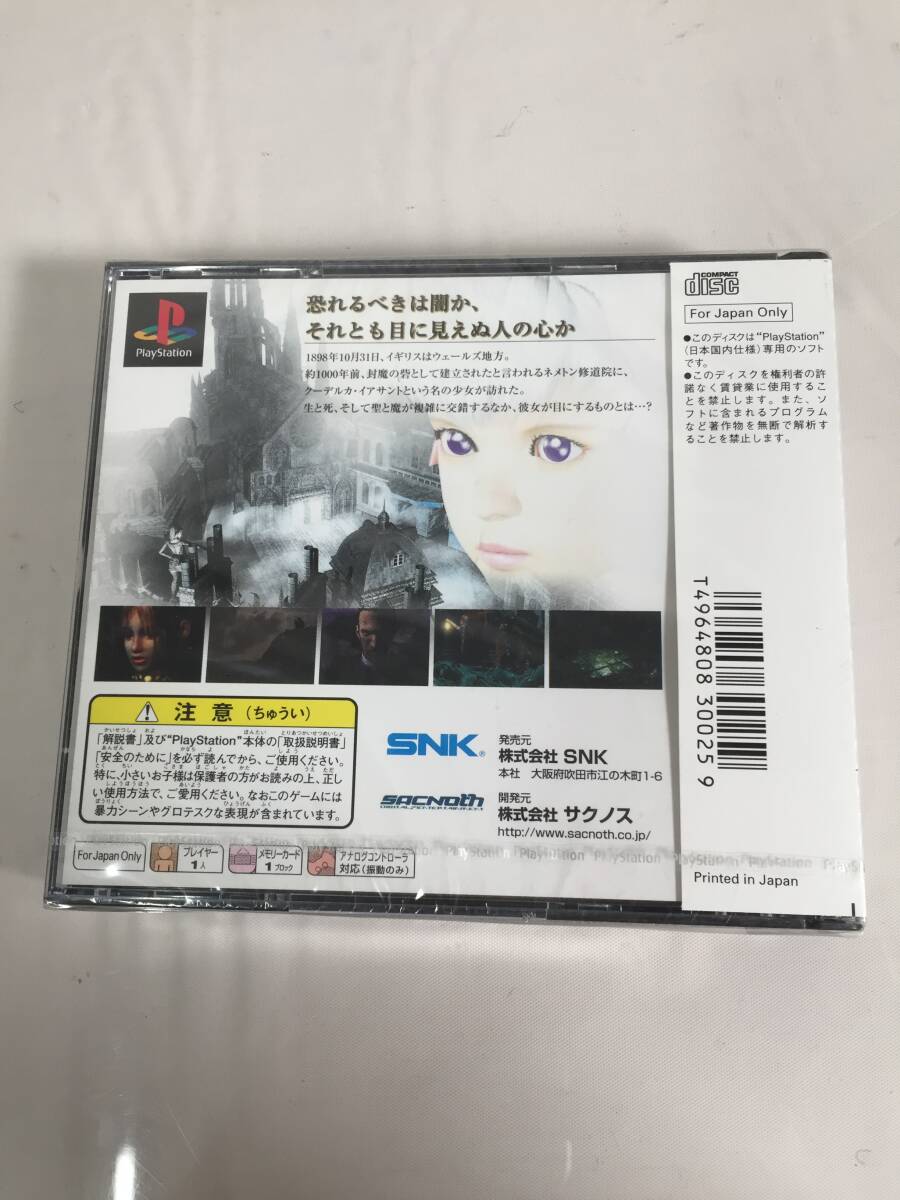 PlayStation
恐れるべきは闇か、
それとも目に見えぬ人の心か
1898年10月31日、イギリスはウェールズ地方。
約1000年前、封魔の砦として建立されたと言われるネメトン修道院に、
クーデルカ・イアサントという名の少女が訪れた。
生と死、そして聖と魔が複雑に交錯するなか、彼女が目にするものとは…?
注意(ちゅうい)
「解説書」及び“PlayStation”本体の「取扱説明書」
「安全のために」を必ず読んでから、ご使用ください。
特に、小さいお子様は保護者の方がお読みの上、正し
い使用方法で、ご愛用ください。なおこのゲームには
暴力シーンやグロテスクな表現が含まれています。
SNK®
発売元
株式会社 SNK
本社 大阪府吹田市江の木町1-6
SACNOTH
開発元
株式会社 サクノス
http://www.sacnoth.co.jp/
For Japan Only
プレイヤー
1人
メモリーカード
1ブロック
アナログコントローラ
対応(振動のみ)
PlayStation PlayStation PlayStation PlayStation PlayStation
COMPACT
disc
For Japan Only
●このディスクは“PlayStation”
(日本国内仕様)専用のソフト
です。
●このディスクを権利者の許
諾なく賃貸業に使用するこ
とを禁止します。また、ソ
フトに含まれるプログラム
など著作物を無断で解析す
ることを禁止します。
T4964808 30025 9
Printed in Japan